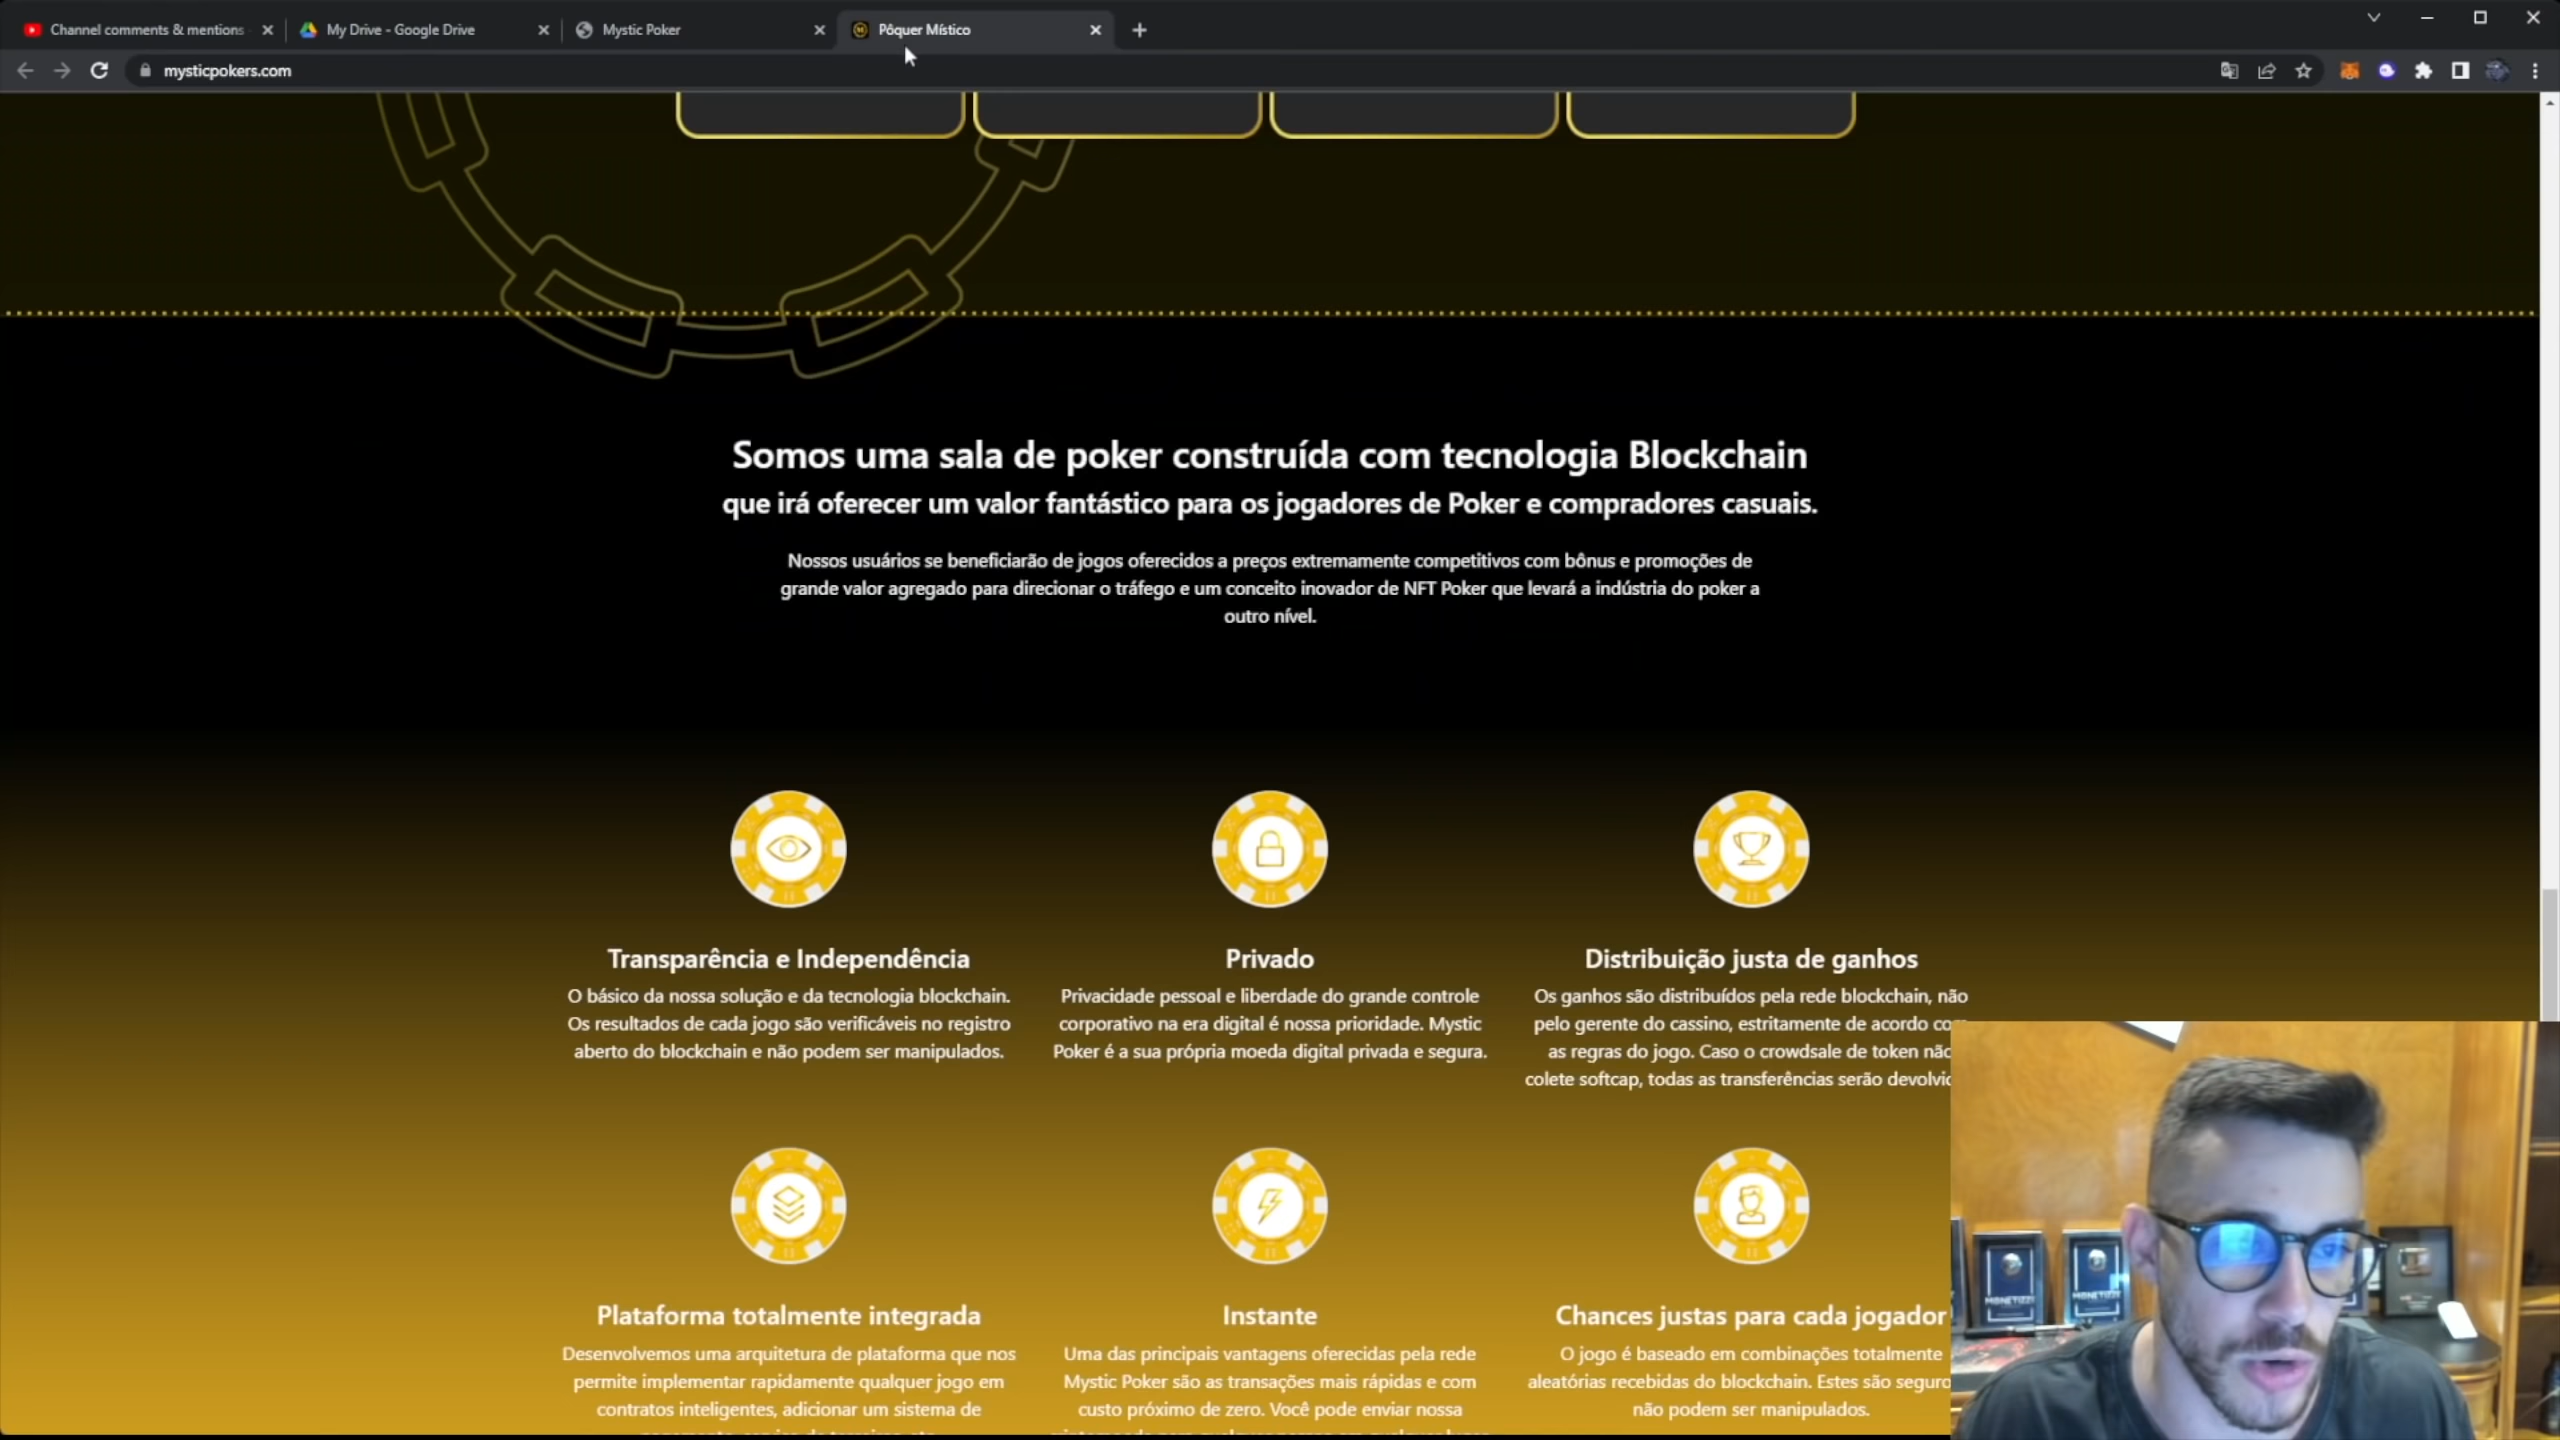 Channel comments & mentions
My Drive - Google Drive
Mystic Poker
Pôquer Místico
mysticpokers.com
Somos uma sala de poker construída com tecnologia Blockchain
que irá oferecer um valor fantástico para os jogadores de Poker e compradores casuais.
Nossos usuários se beneficiarão de jogos oferecidos a preços extremamente competitivos com bônus e promoções de
grande valor agregado para direcionar o tráfego e um conceito inovador de NFT Poker que levará a indústria do poker a
outro nível.
Transparência e Independência
O básico da nossa solução e da tecnologia blockchain.
Os resultados de cada jogo são verificáveis no registro
aberto do blockchain e não podem ser manipulados.
Privado
Privacidade pessoal e liberdade do grande controle
corporativo na era digital é nossa prioridade. Mystic
Poker é a sua própria moeda digital privada e segura.
Distribuição justa de ganhos
Os ganhos são distribuídos pela rede blockchain, não
pelo gerente do cassino, estritamente de acordo com
as regras do jogo. Caso o crowdsale de token não
colete softcap, todas as transferências serão
Plataforma totalmente integrada
Desenvolvemos uma arquitetura de plataforma que nos
permite implementar rapidamente qualquer jogo em
contratos inteligentes, adicionar um sistema de
Instante
Uma das principais vantagens oferecidas pela rede
Mystic Poker são as transações mais rápidas e com
custo próximo de zero. Você pode enviar nossa
Chances justas para cada jogador
O jogo é baseado em combinações totalmente
aleatórias recebidas do blockchain. Estes são
não podem ser manipulados.
MONETIZZE